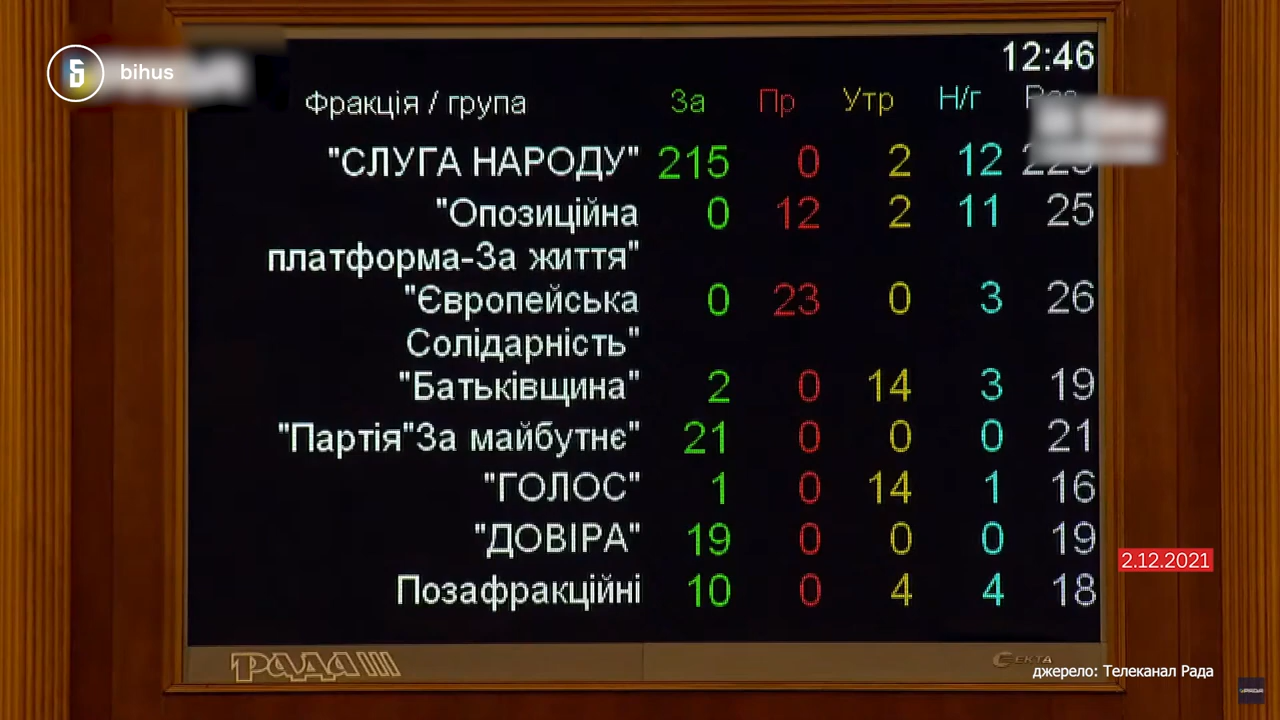 bihus
12:46
Фракція / група За Пр Утр Н/г
"СЛУГА НАРОДУ" 215 0 2 12
"Опозиційна 0 12 2 11 25
платформа-За життя"
"Європейська 0 23 0 3 26
Солідарність"
"Батьківщина" 2 0 14 3 19
"Партія"За майбутнє" 21 0 0 0 21
"ГОЛОС" 1 0 14 1 16
"ДОВІРА" 19 0 0 0 19
2.12.2021
Позафракційні 10 0 4 4 18
РАДА III
ЕКТА
джерело: Телеканал Рада